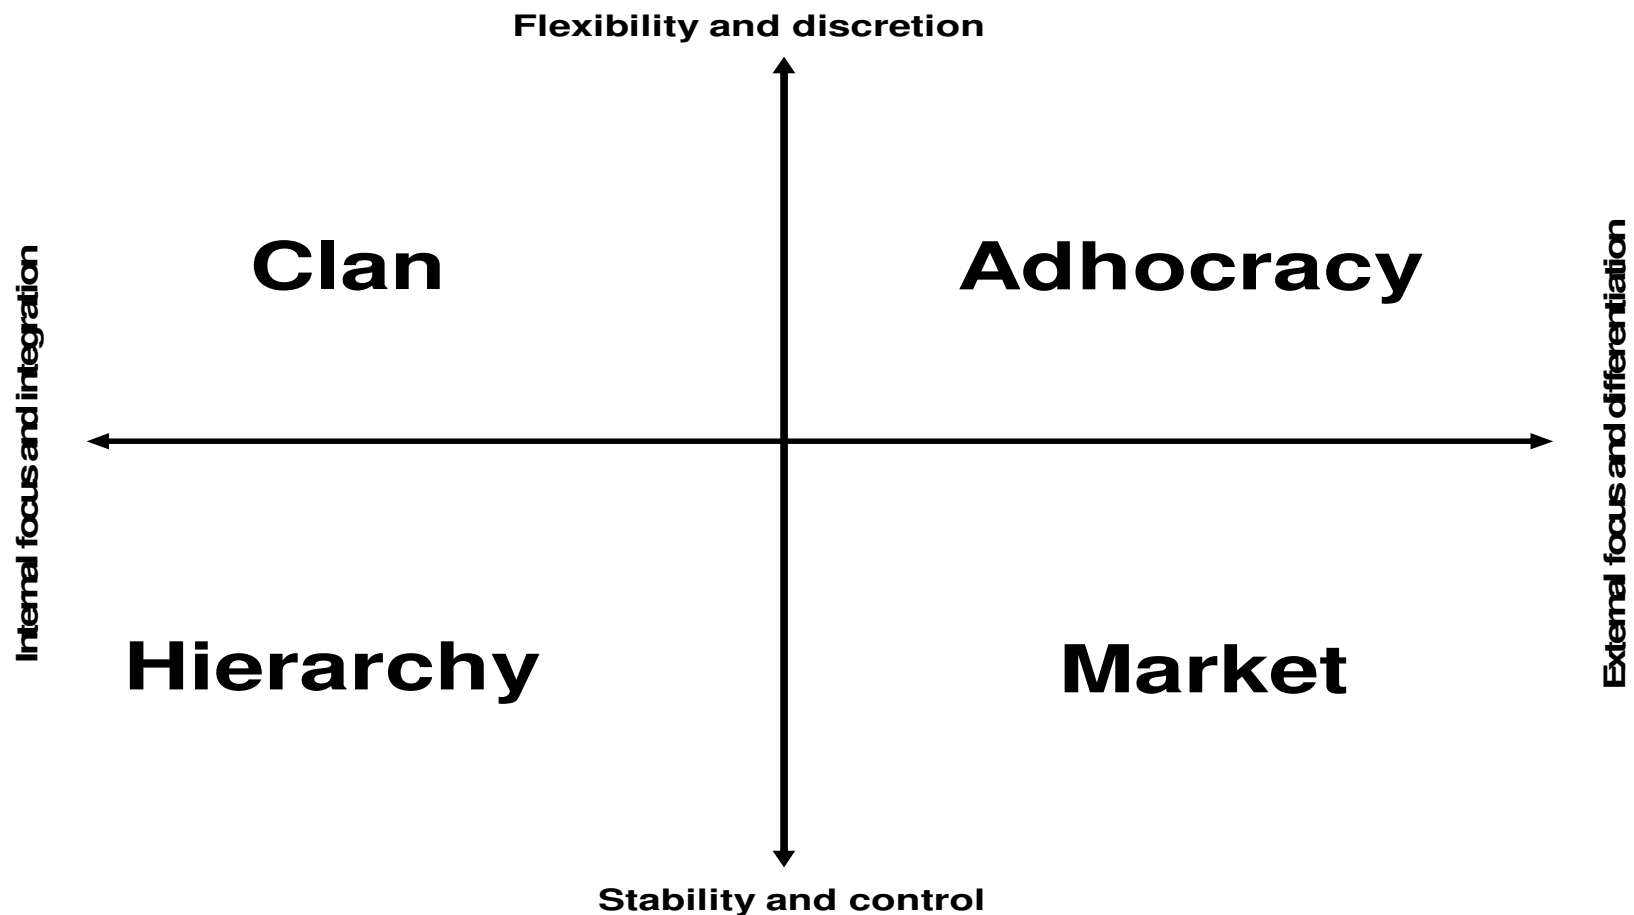 Flexibility and discretion
Clan
Adhocracy
Internal focus and integration
External focus and differentiation
Hierarchy
Market
Stability and control